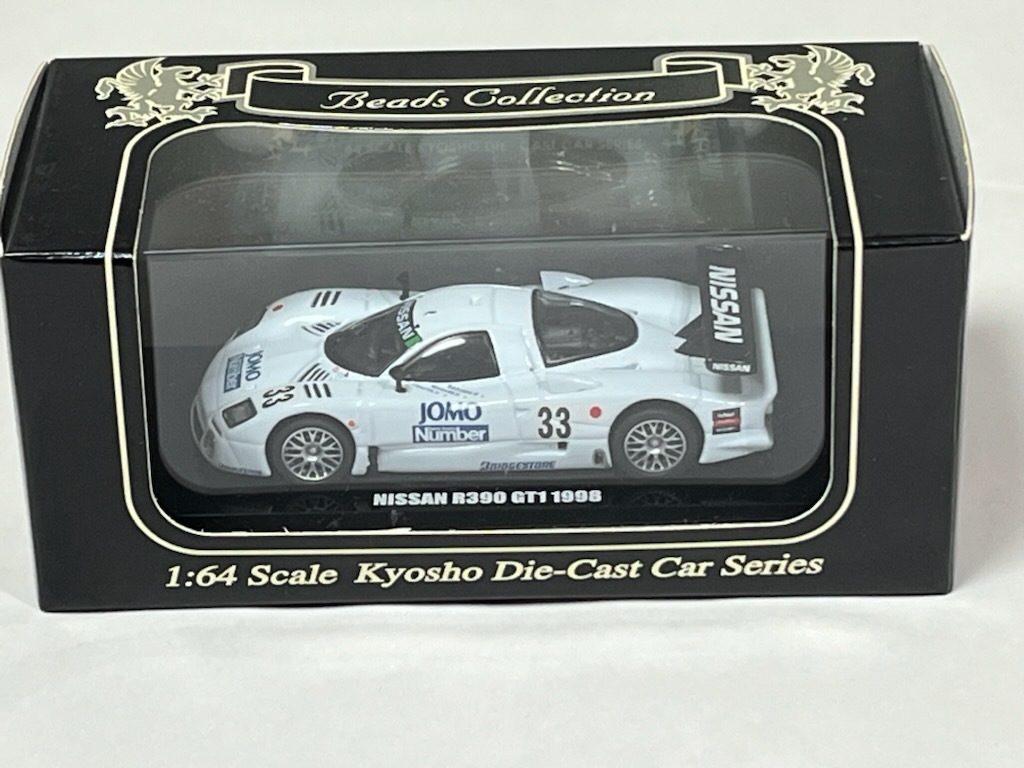 Beads Collection
NISSAN
NISSAN
JOMO
Number
33
JOMO
Number
33
BRIDGESTONE
NISSAN R390 GT1 1998
1:64 Scale Kyosho Die-Cast Car Series